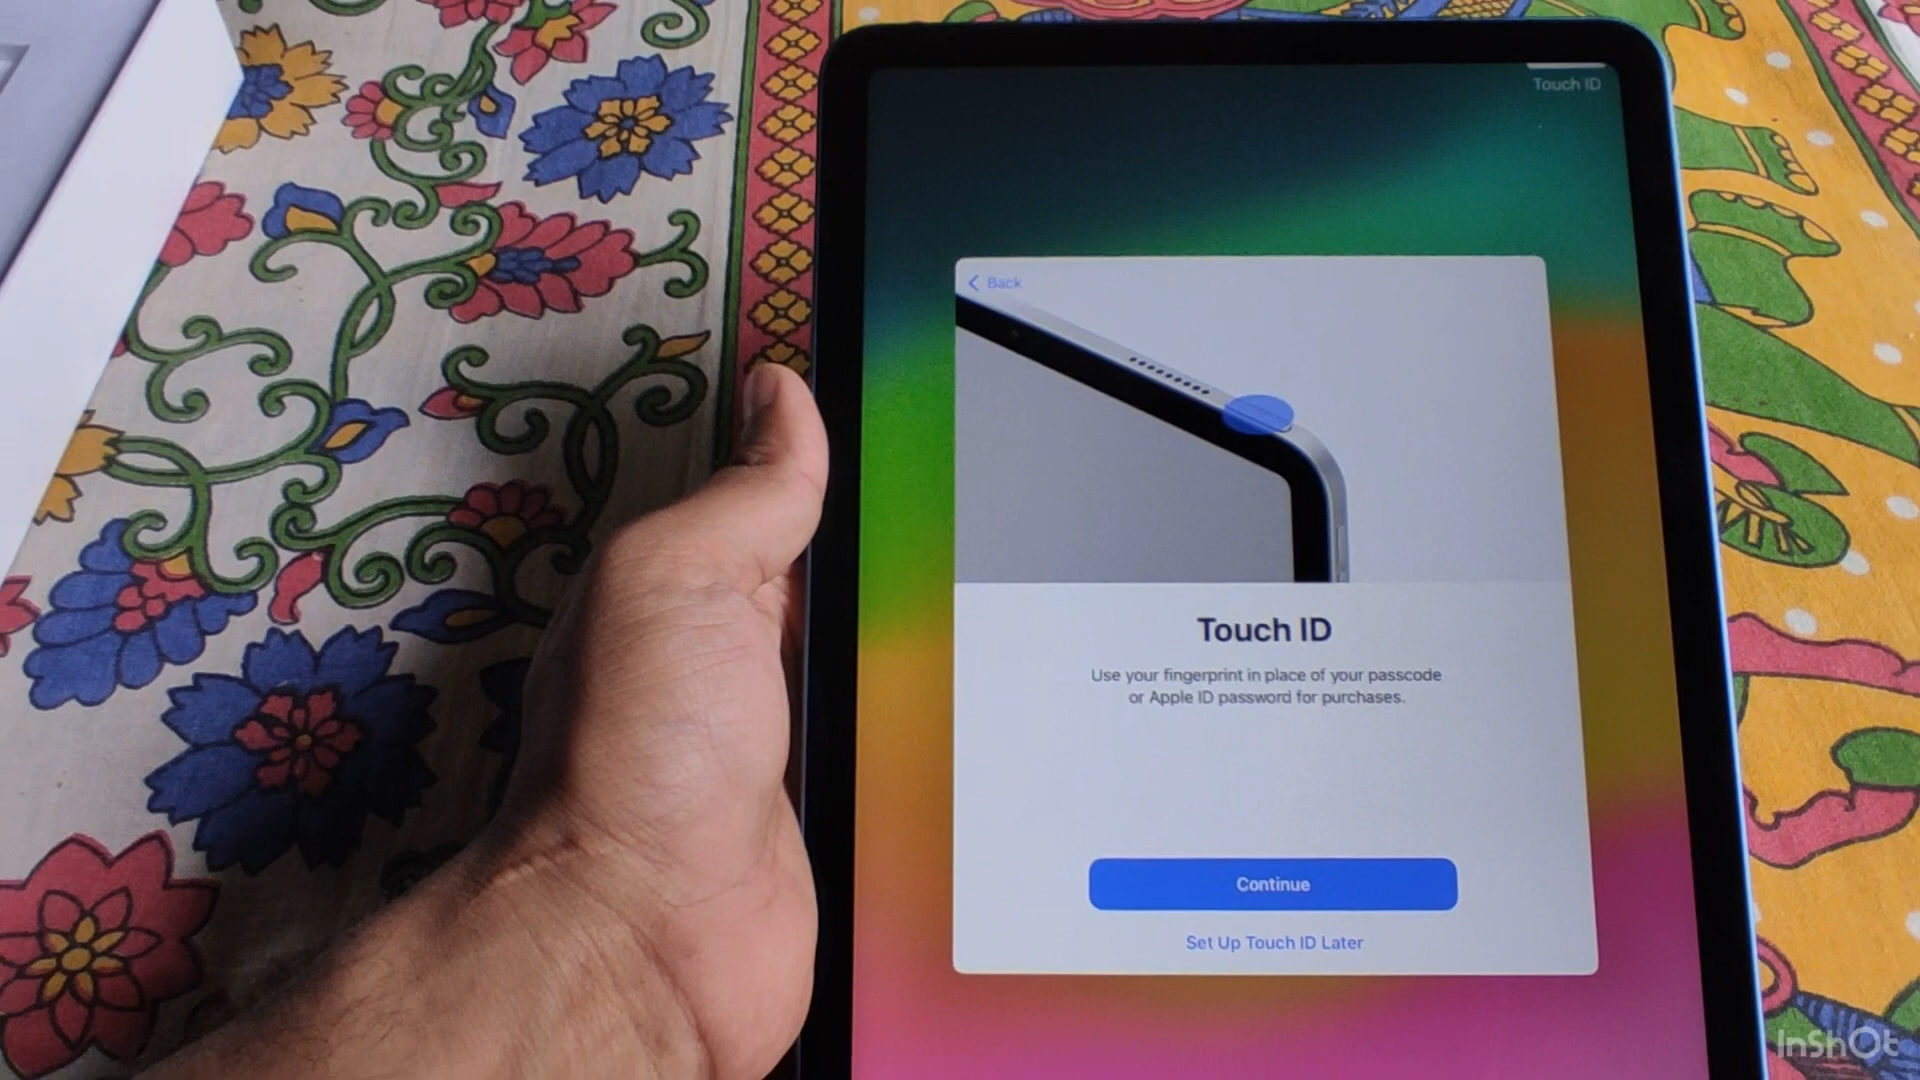 Touch ID
Back
Touch ID
Use your fingerprint in place of your passcode
or Apple ID password for purchases.
Continue
Set Up Touch ID Later
InShOt